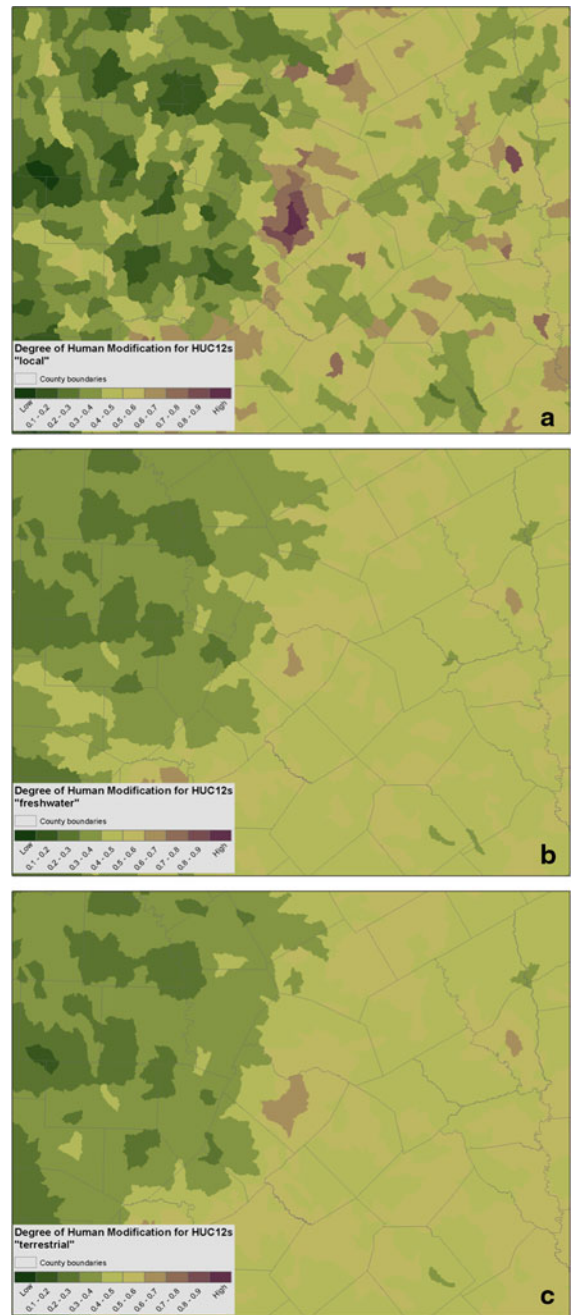 Degree of Human Modification for HUC12s
"local"
County boundaries
Low
0.1 - 0.2
0.2 - 0.3
0.3 - 0.4
0.4 - 0.5
0.5 - 0.6
0.6 - 0.7
0.7 - 0.8
0.8 - 0.9
High
a
Degree of Human Modification for HUC12s
"freshwater"
County boundaries
Low
0.1 - 0.2
0.2 - 0.3
0.3 - 0.4
0.4 - 0.5
0.5 - 0.6
0.6 - 0.7
0.7 - 0.8
0.8 - 0.9
High
b
Degree of Human Modification for HUC12s
"terrestrial"
County boundaries
Low
0.1 - 0.2
0.2 - 0.3
0.3 - 0.4
0.4 - 0.5
0.5 - 0.6
0.6 - 0.7
0.7 - 0.8
0.8 - 0.9
High
c